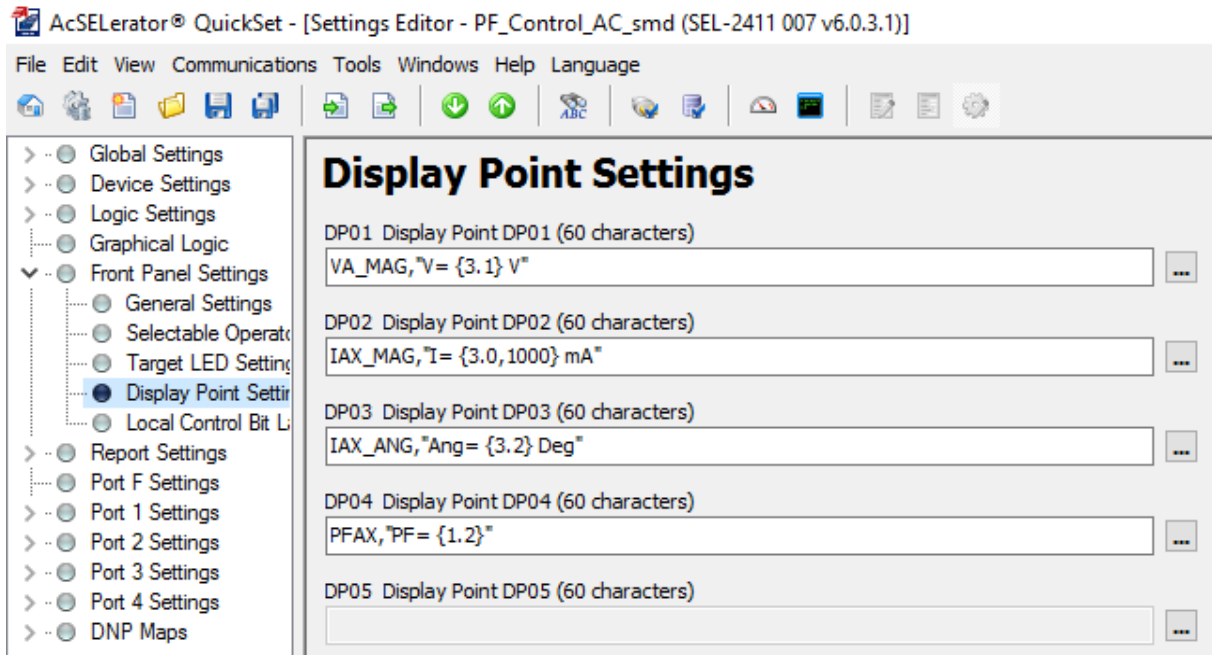 AcSELerator® QuickSet - [Settings Editor - PF_Control_AC_smd (SEL-2411 007 v6.0.3.1)]
File Edit View Communications Tools Windows Help Language
ABC
Global Settings
Device Settings
Logic Settings
Graphical Logic
Front Panel Settings
General Settings
Selectable Operato
Target LED Setting
Display Point Settin
Local Control Bit La
Report Settings
Port F Settings
Port 1 Settings
Port 2 Settings
Port 3 Settings
Port 4 Settings
DNP Maps
Display Point Settings
DP01 Display Point DP01 (60 characters)
VA_MAG,"V= {3.1} V"
...
DP02 Display Point DP02 (60 characters)
IAX_MAG,"I= {3.0,1000} mA"
...
DP03 Display Point DP03 (60 characters)
IAX_ANG,"Ang= {3.2} Deg"
...
DP04 Display Point DP04 (60 characters)
PFAX,"PF= {1.2}"
...
DP05 Display Point DP05 (60 characters)
...